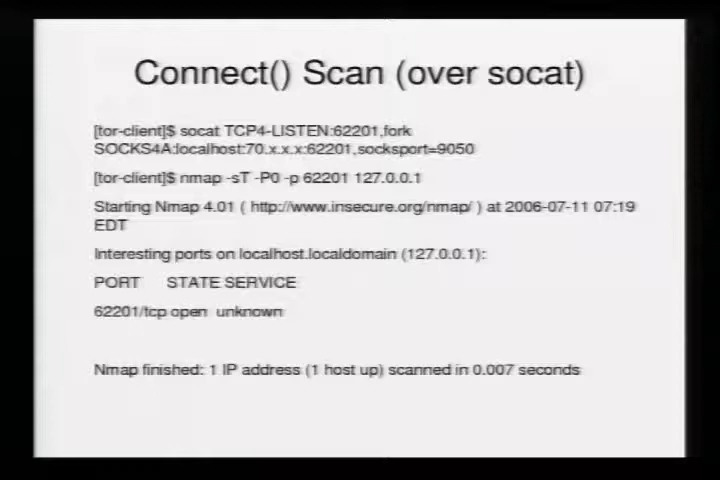 Connect() Scan (over socat)
[tor-client]$ socat TCP4-LISTEN:62201,fork
SOCKS4A:localhost:70.x.x.x:62201,socksport=9050
[tor-client]$ nmap -sT -P0 -p 62201 127.0.0.1
Starting Nmap 4.01 ( http://www.insecure.org/nmap/ ) at 2006-07-11 07:19
EDT
Interesting ports on localhost.localdomain (127.0.0.1):
PORT STATE SERVICE
62201/tcp open unknown
Nmap finished: 1 IP address (1 host up) scanned in 0.007 seconds